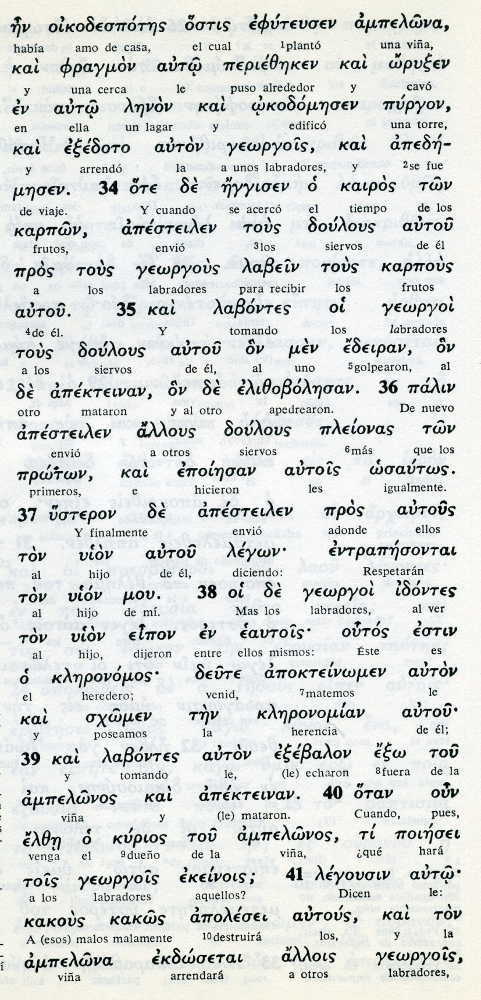 ἦν οἰκοδεσπότης ὅστις ἐφύτευσεν ἀμπελῶνα,
había amo de casa, el cual 1plantó una viña,
καὶ φραγμὸν αὐτῷ περιέθηκεν καὶ ὤρυξεν
y una cerca le puso alrededor y cavó
ἐν αὐτῷ ληνὸν καὶ ᾠκοδόμησεν πύργον,
en ella un lagar y edificó una torre,
καὶ ἐξέδοτο αὐτὸν γεωργοῖς, καὶ ἀπεδή-
y arrendó la a unos labradores, y 2se fue
μησεν. 34 ὅτε δὲ ἤγγισεν ὁ καιρὸς τῶν
de viaje. Y cuando se acercó el tiempo de los
καρπῶν, ἀπέστειλεν τοὺς δούλους αὐτοῦ
frutos, envió 3los siervos de él
πρὸς τοὺς γεωργοὺς λαβεῖν τοὺς καρποὺς
a los labradores para recibir los frutos
αὐτοῦ. 35 καὶ λαβόντες οἱ γεωργοὶ
4de él. Y tomando los labradores
τοὺς δούλους αὐτοῦ ὃν μὲν ἔδειραν, ὃν
a los siervos de él, al uno 5golpearon, al
δὲ ἀπέκτειναν, ὃν δὲ ἐλιθοβόλησαν. 36 πάλιν
otro mataron y al otro apedrearon. De nuevo
ἀπέστειλεν ἄλλους δούλους πλείονας τῶν
envió a otros siervos 6más que los
πρώτων, καὶ ἐποίησαν αὐτοῖς ὡσαύτως.
primeros, e hicieron les igualmente.
37 ὕστερον δὲ ἀπέστειλεν πρὸς αὐτοὺς
Y finalmente envió adonde ellos
τὸν υἱὸν αὐτοῦ λέγων· ἐντραπήσονται
al hijo de él, diciendo: Respetarán
τὸν υἱόν μου. 38 οἱ δὲ γεωργοὶ ἰδόντες
al hijo de mí. Mas los labradores, al ver
τὸν υἱὸν εἶπον ἐν ἑαυτοῖς· οὗτός ἐστιν
al hijo, dijeron entre ellos mismos: Éste es
ὁ κληρονόμος· δεῦτε ἀποκτείνωμεν αὐτὸν
el heredero; venid, 7matemos le
καὶ σχῶμεν τὴν κληρονομίαν αὐτοῦ·
y poseamos la herencia de él;
39 καὶ λαβόντες αὐτὸν ἐξέβαλον ἔξω τοῦ
y tomando le, (le) echaron 8fuera de la
ἀμπελῶνος καὶ ἀπέκτειναν. 40 ὅταν οὖν
viña y (le) mataron. Cuando, pues,
ἔλθῃ ὁ κύριος τοῦ ἀμπελῶνος, τί ποιήσει
venga el 9dueño de la viña, ¿qué hará
τοῖς γεωργοῖς ἐκείνοις; 41 λέγουσιν αὐτῷ·
a los labradores aquellos? Dicen le:
κακοὺς κακῶς ἀπολέσει αὐτούς, καὶ τὸν
A (esos) malos malamente 10destruirá los, y la
ἀμπελῶνα ἐκδώσεται ἄλλοις γεωργοῖς,
viña arrendará a otros labradores,